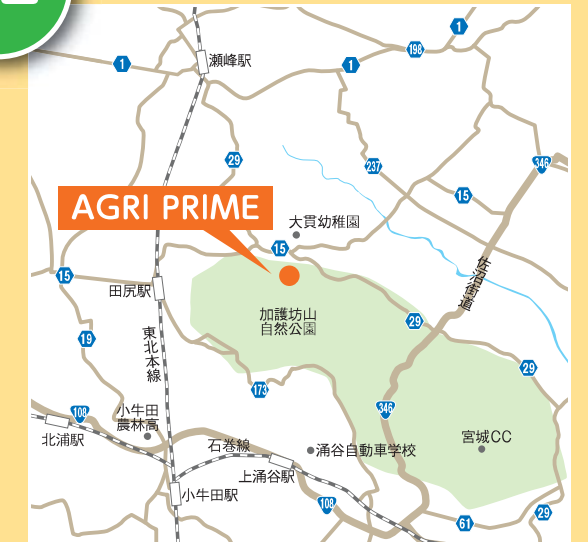 瀬峰駅
1
198
1
1
29
237
346
AGRI PRIME
大貫幼稚園
15
15
佐沼街道
15
田尻駅
加護坊山
自然公園
29
19
東北本線
29
173
108
小牛田
農林高
346
北浦駅
石巻線
涌谷自動車学校
宮城CC
上涌谷駅
小牛田駅
108
61
29